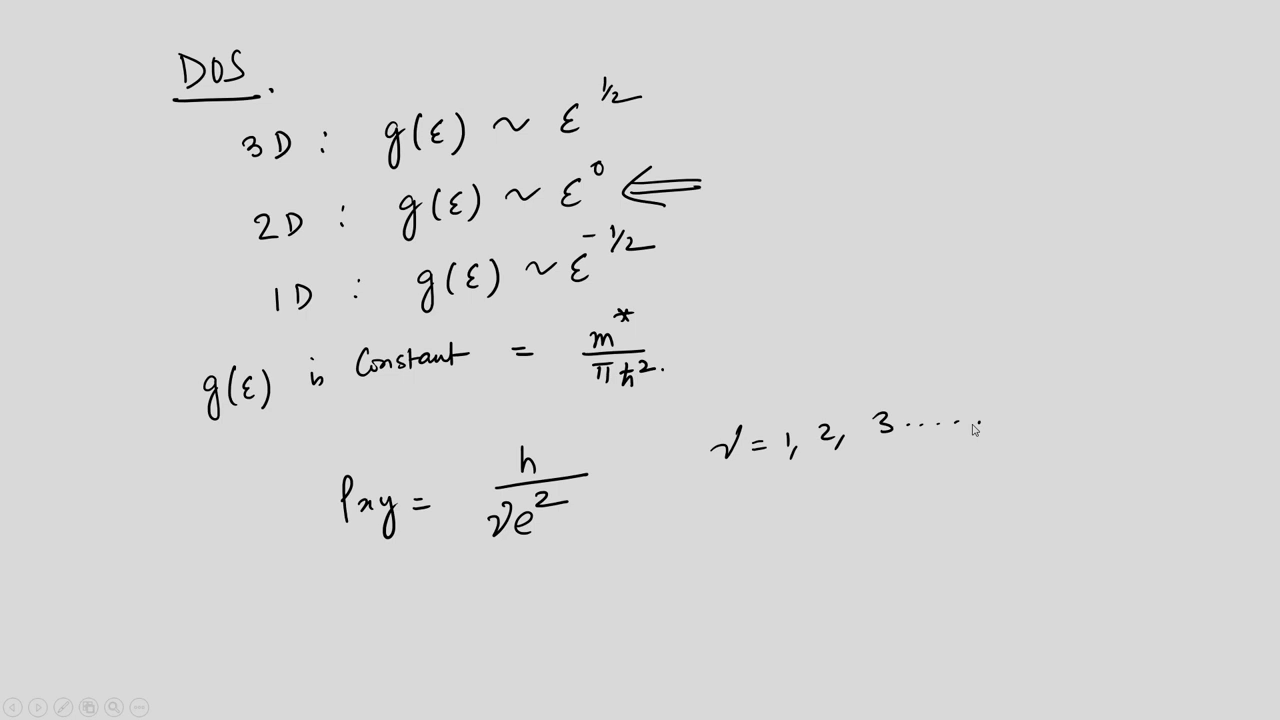 DOS.
3D : g(ε) ~ ε^1/2
2D : g(ε) ~ ε^0 ⇐
1D : g(ε) ~ ε^-1/2
g(ε) is constant = m*/πħ².
ν = 1, 2, 3 .....
ρxy = h/νe²